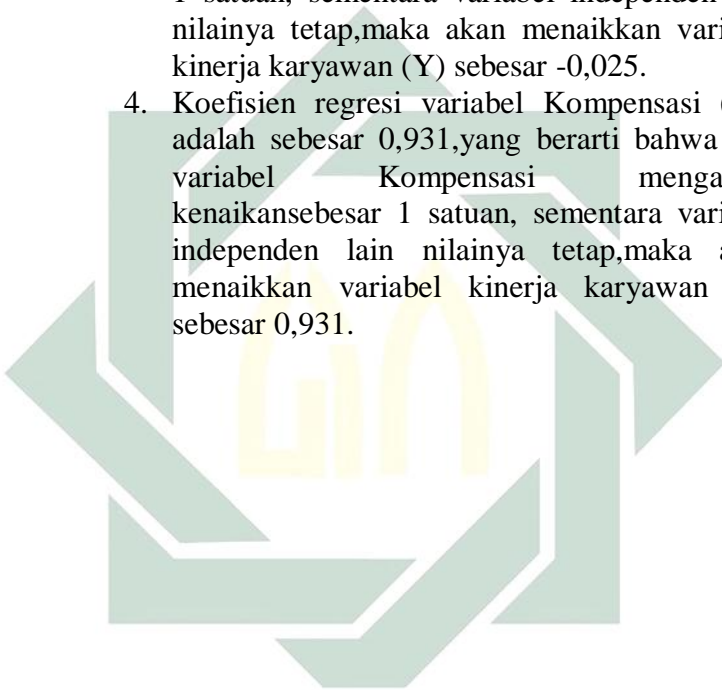 1 satuan, sementara variabel independen
nilainya tetap,maka akan menaikkan vari
kinerja karyawan (Y) sebesar -0,025.
4. Koefisien regresi variabel Kompensasi (
adalah sebesar 0,931,yang berarti bahwa
variabel Kompensasi menga
kenaikansebesar 1 satuan, sementara vari
independen lain nilainya tetap,maka a
menaikkan variabel kinerja karyawan
sebesar 0,931.